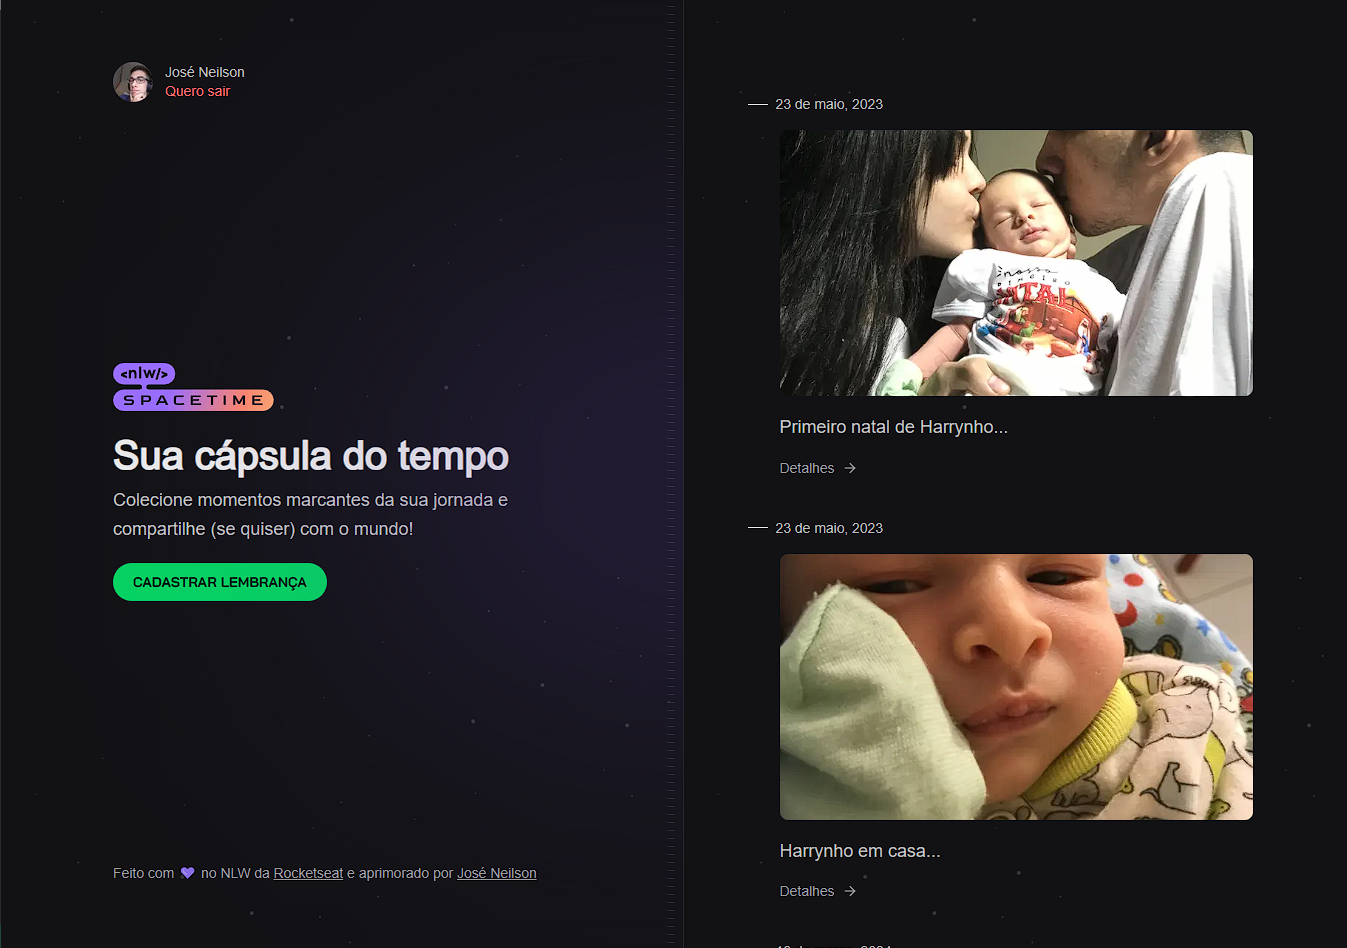 José Neilson
Quero sair
<nlw/>
SPACETIME
Sua cápsula do tempo
Colecione momentos marcantes da sua jornada e
compartilhe (se quiser) com o mundo!
CADASTRAR LEMBRANÇA
Feito com 💜 no NLW da Rocketseat e aprimorado por José Neilson
23 de maio, 2023
nosso
PRIMEIRO
NATAL
Primeiro natal de Harrynho...
Detalhes →
23 de maio, 2023
Harrynho em casa...
Detalhes →